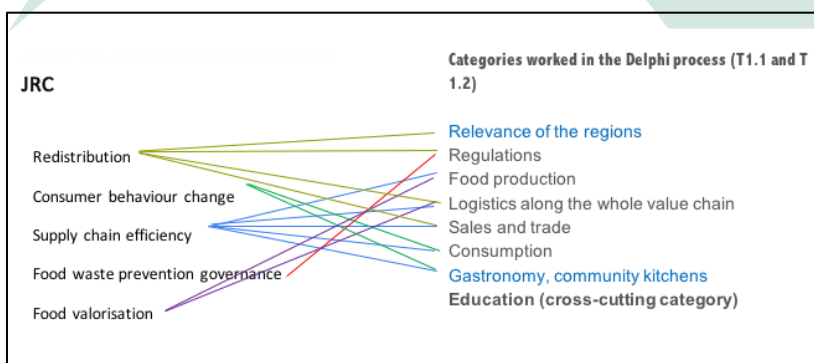 Categories worked in the Delphi process (T1.1 and T
1.2)
JRC
Redistribution
Consumer behaviour change
Supply chain efficiency
Food waste prevention governance
Food valorisation
Relevance of the regions
Regulations
Food production
Logistics along the whole value chain
Sales and trade
Consumption
Gastronomy, community kitchens
Education (cross-cutting category)